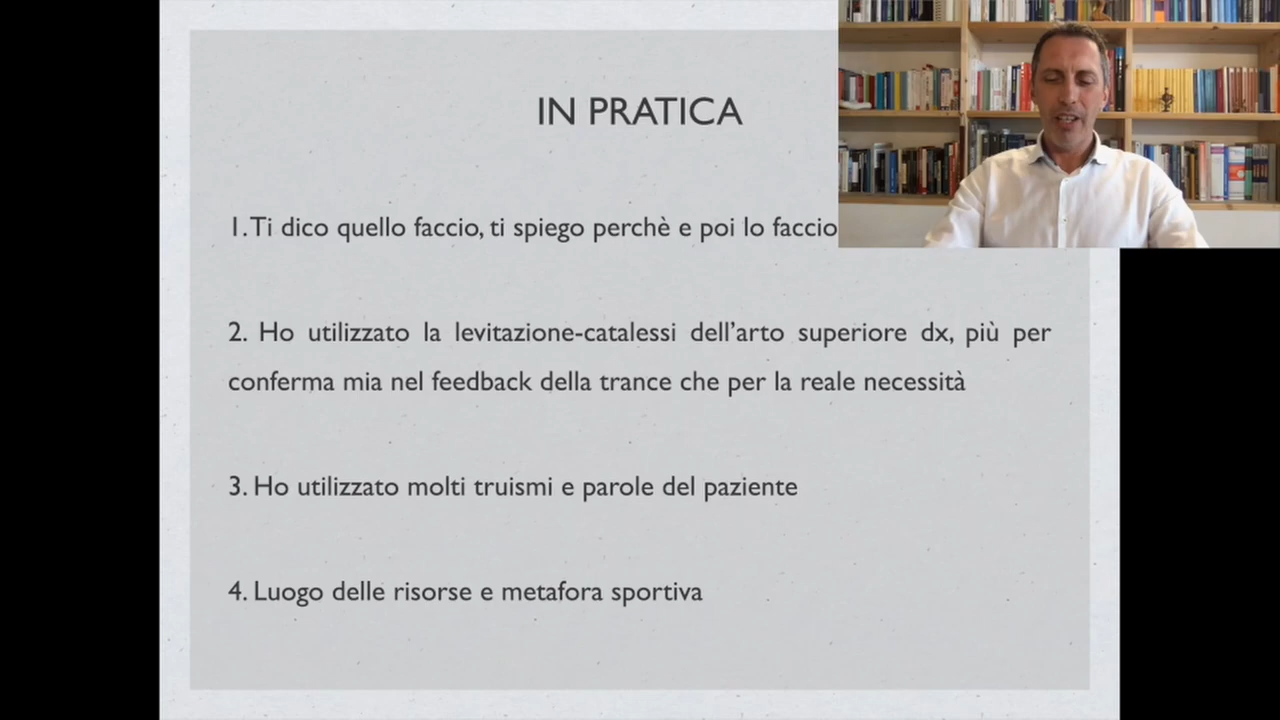 IN PRATICA
1. Ti dico quello faccio, ti spiego perchè e poi lo faccio
2. Ho utilizzato la levitazione-catalessi dell’arto superiore dx, più per
conferma mia nel feedback della trance che per la reale necessità
3. Ho utilizzato molti truismi e parole del paziente
4. Luogo delle risorse e metafora sportiva